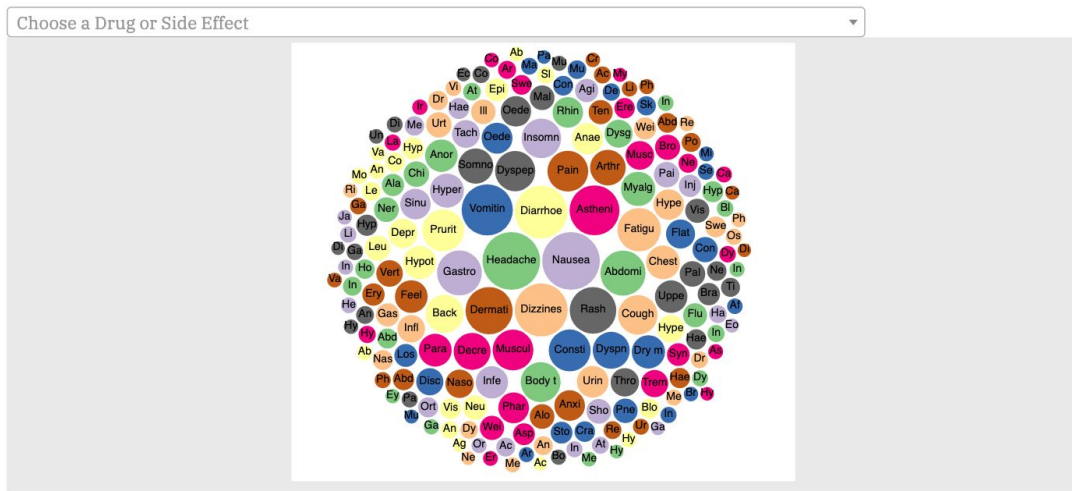 Choose a Drug or Side Effect
Ab
Co Pa Mu Cr
Ar Ma Mu
Ec Co Sl Ac My
Vi At Epi Swe Con Agi De Li Ph
Dr Mal
Ir Hae Ill Oede Rhin Ten Ere Sk In
Di Me Urt Tach Oede Insomn Anae Dysg Wei Abd Re
Un La Hyp Anor Somno Dyspep Pain Arthr Musc Bro Po
Va Co Mi
An Chi Ne Se
Mo Ala Pai Ca
Ri Le Sinu Hyper Myalg Inj Hyp Ca
Ga Ner Vomitin Diarrhoe Astheni Hype Vis Bl
Ja Hyp Ph
Li Depr Prurit Fatigu Flat Swe Os
Di Ga Leu Con Dy Di
In Ho Hypot Gastro Headache Nausea Abdomi Chest Pal Ne In
Va In Vert Ti
Ery Feel Uppe Bra
He An Gas Back Dermati Dizzines Rash Cough Flu Ha Af
Hy Hy Abd Infl Hype Hae In Eo
Ab Nas Los Para Decre Muscul Consti Dyspn Dry m Syn Dr As
Ph Abd Disc Naso Infe Body t Urin Thro Trem Hae Dy
Ey Pa Me Br Hy
Mu Ort Vis Neu Phar Alo Anxi Sho Pne Blo In
Ga An Dy Wei Asp Sto Cra Re Ur Ga
Ag Or Ac An In At Hy
Ne Er Me Ar Ac Bo Me Hy